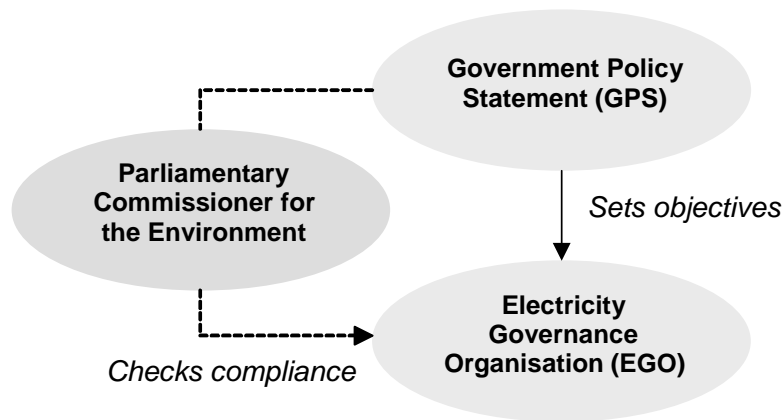 Government Policy
Statement (GPS)
Parliamentary
Commissioner for
the Environment
Sets objectives
Electricity
Governance
Organisation (EGO)
Checks compliance